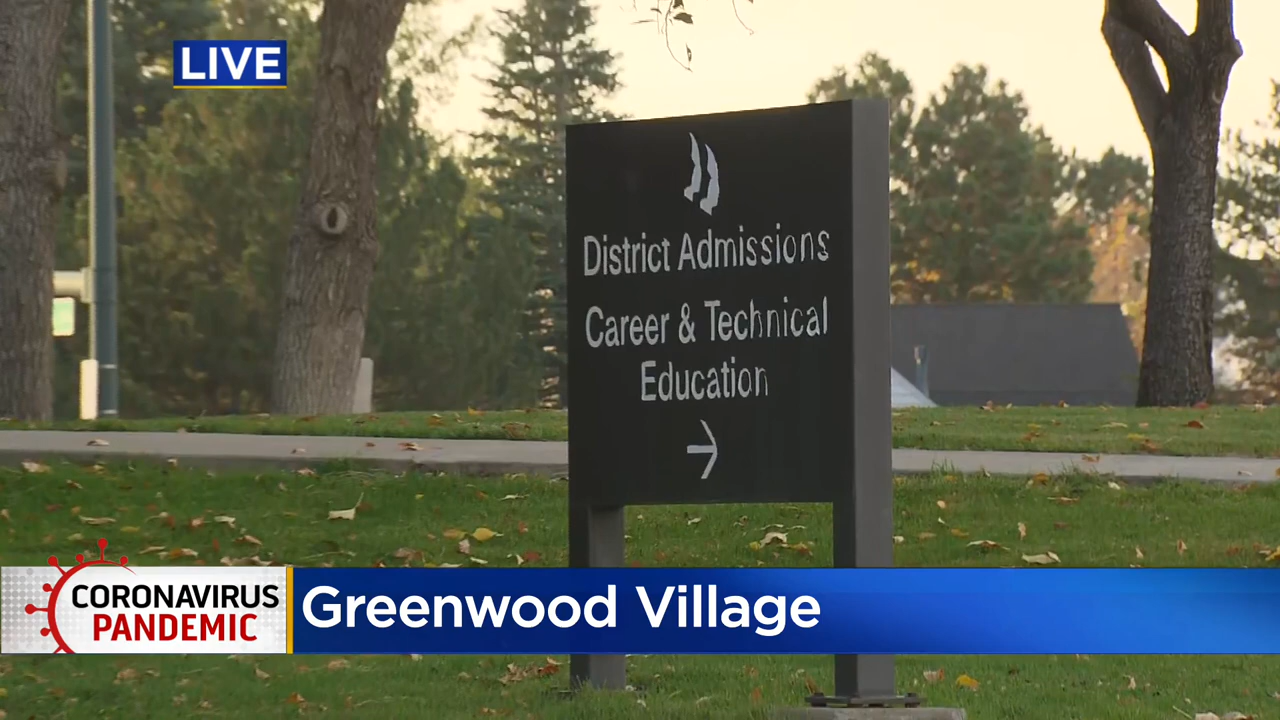 LIVE
District Admissions
Career & Technical
Education
→
CORONAVIRUS
PANDEMIC
Greenwood Village